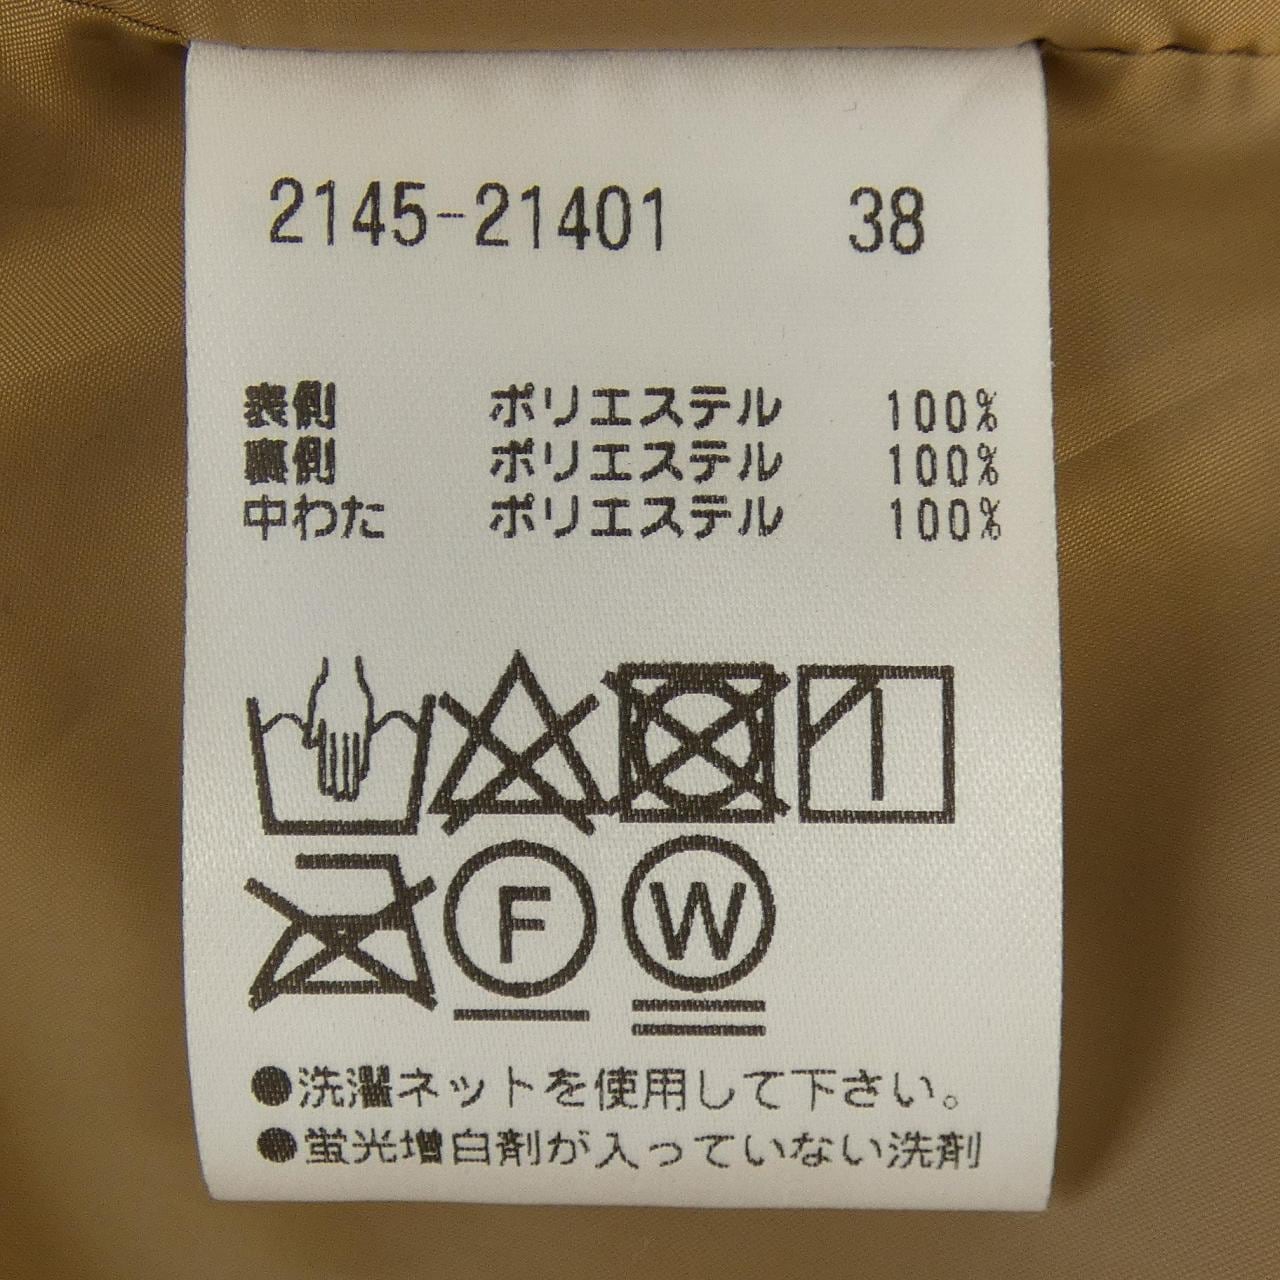 2145-21401 38
表側 ポリエステル 100%
裏側 ポリエステル 100%
中わた ポリエステル 100%
F W
●洗濯ネットを使用して下さい。
●蛍光増白剤が入っていない洗剤